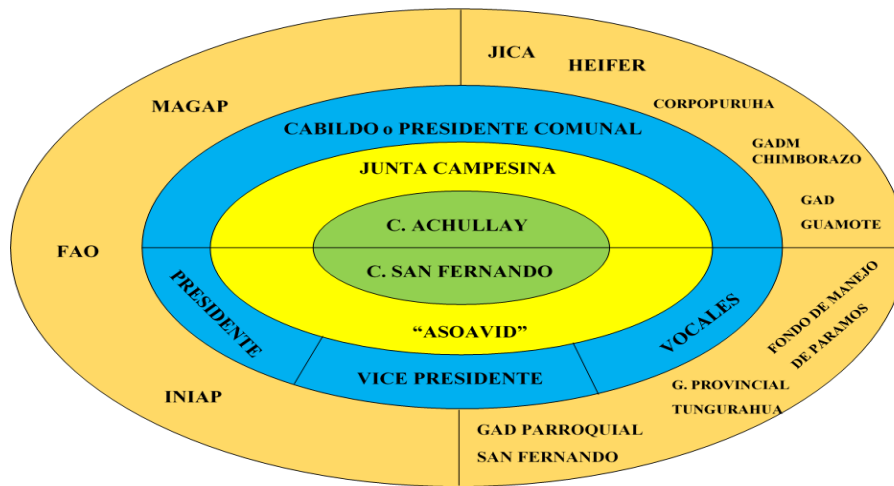 JICA
HEIFER
MAGAP
CORPOPURUHA
CABILDO o PRESIDENTE COMUNAL
GADM
CHIMBORAZO
JUNTA CAMPESINA
GAD
GUAMOTE
C. ACHULLAY
FAO
C. SAN FERNANDO
PRESIDENTE
VOCALES
FONDO DE MANEJO
DE PARAMOS
“ASOAVID”
VICE PRESIDENTE
INIAP
G. PROVINCIAL
TUNGURAHUA
GAD PARROQUIAL
SAN FERNANDO